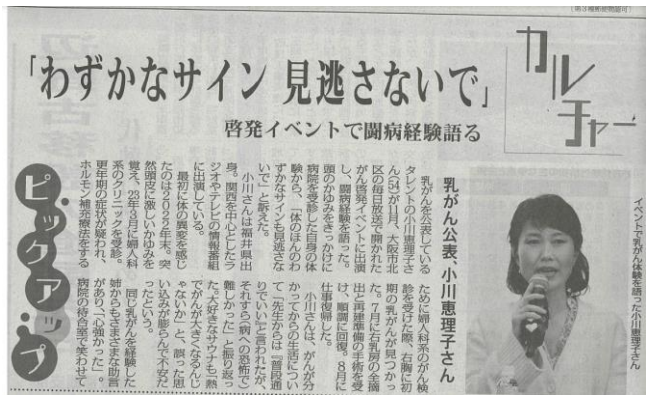 カルチャー
「わずかなサイン 見逃さないで」
啓発イベントで闘病経験語る
乳がん公表、小川恵理子さん
イベントで乳がん体験を語った小川恵理子さん
ピックアップ
乳がんを公表している
タレントの小川恵理子さ
ん(54)が11月、大阪市北
区の毎日放送で開かれた
がん啓発イベントに出演
し、闘病経験を語った。
頭のかゆみをきっかけに
病院を受診した自身の体
験から、「体のほんのわ
ずかなサインも見逃さな
いで」と訴えた。
小川さんは福井県出
身。関西を中心としたラ
ジオやテレビの情報番組
に出演している。
最初に体の異変を感じ
たのは2022年末。突
然頭皮に激しいかゆみを
覚え、23年3月に婦人科
系のクリニックを受診。
更年期の症状が疑われ、
ホルモン補充療法をする
ために婦人科系のがん検
診を受けた際、右胸に初
期の乳がんが見つかっ
た。7月に右乳房の全摘
出と再建準備の手術を受
け、順調に回復。8月に
仕事復帰した。
小川さんは、がんが分
かってからの生活につい
て「先生からは『普段通
りでいい』と言われたが、
それすら(病への恐怖で)
難しかった」と振り返っ
た。大好きなサウナも「熱
でがんが大きくなるんじ
ゃないか」と、誤った思
い込みが膨らんで不安だ
ったという。
同じ乳がんを経験した
姉からもさまざまな助言
があり、「心強かった」。
病院の待合室で笑わせて